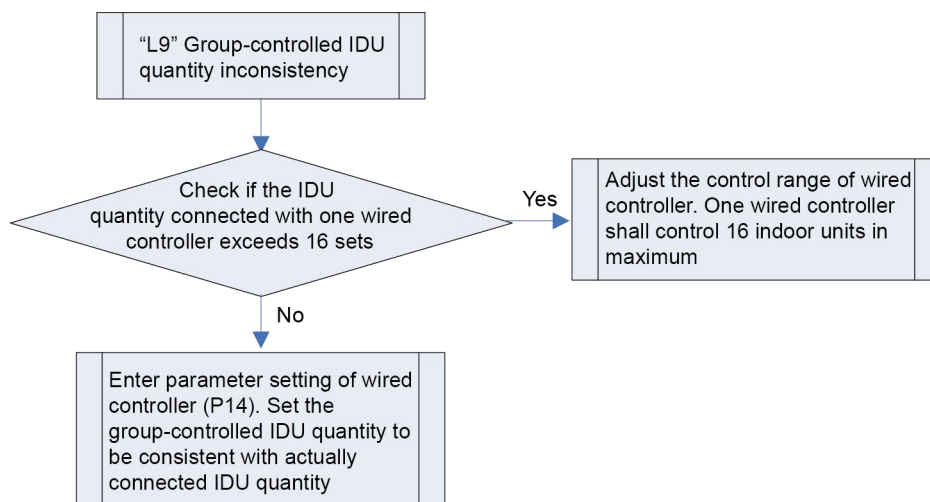 “L9” Group-controlled IDU
quantity inconsistency
Check if the IDU
quantity connected with one wired
controller exceeds 16 sets
Yes
Adjust the control range of wired
controller. One wired controller
shall control 16 indoor units in
maximum
No
Enter parameter setting of wired
controller (P14). Set the
group-controlled IDU quantity to
be consistent with actually
connected IDU quantity